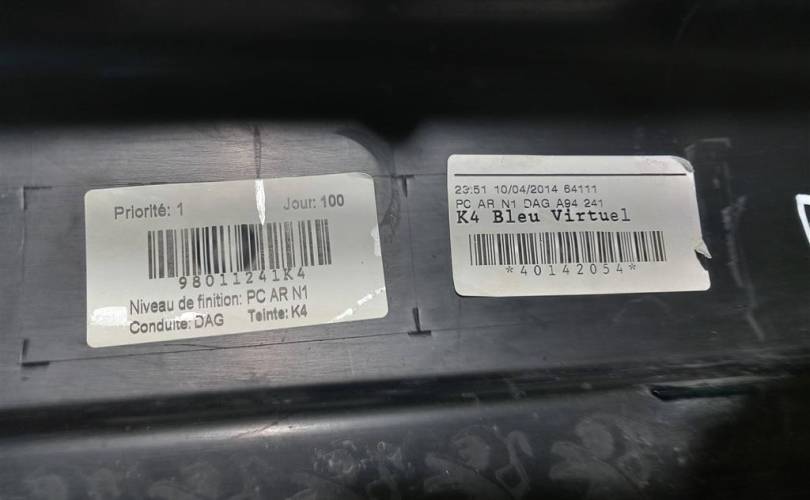 Priorité: 1 Jour: 100
98011241K4
Niveau de finition: PC AR N1
Conduite: DAG Teinte: K4
23:51 10/04/2014 64111
PC AR N1 DAG A94 241
K4 Bleu Virtuel
*40142054*